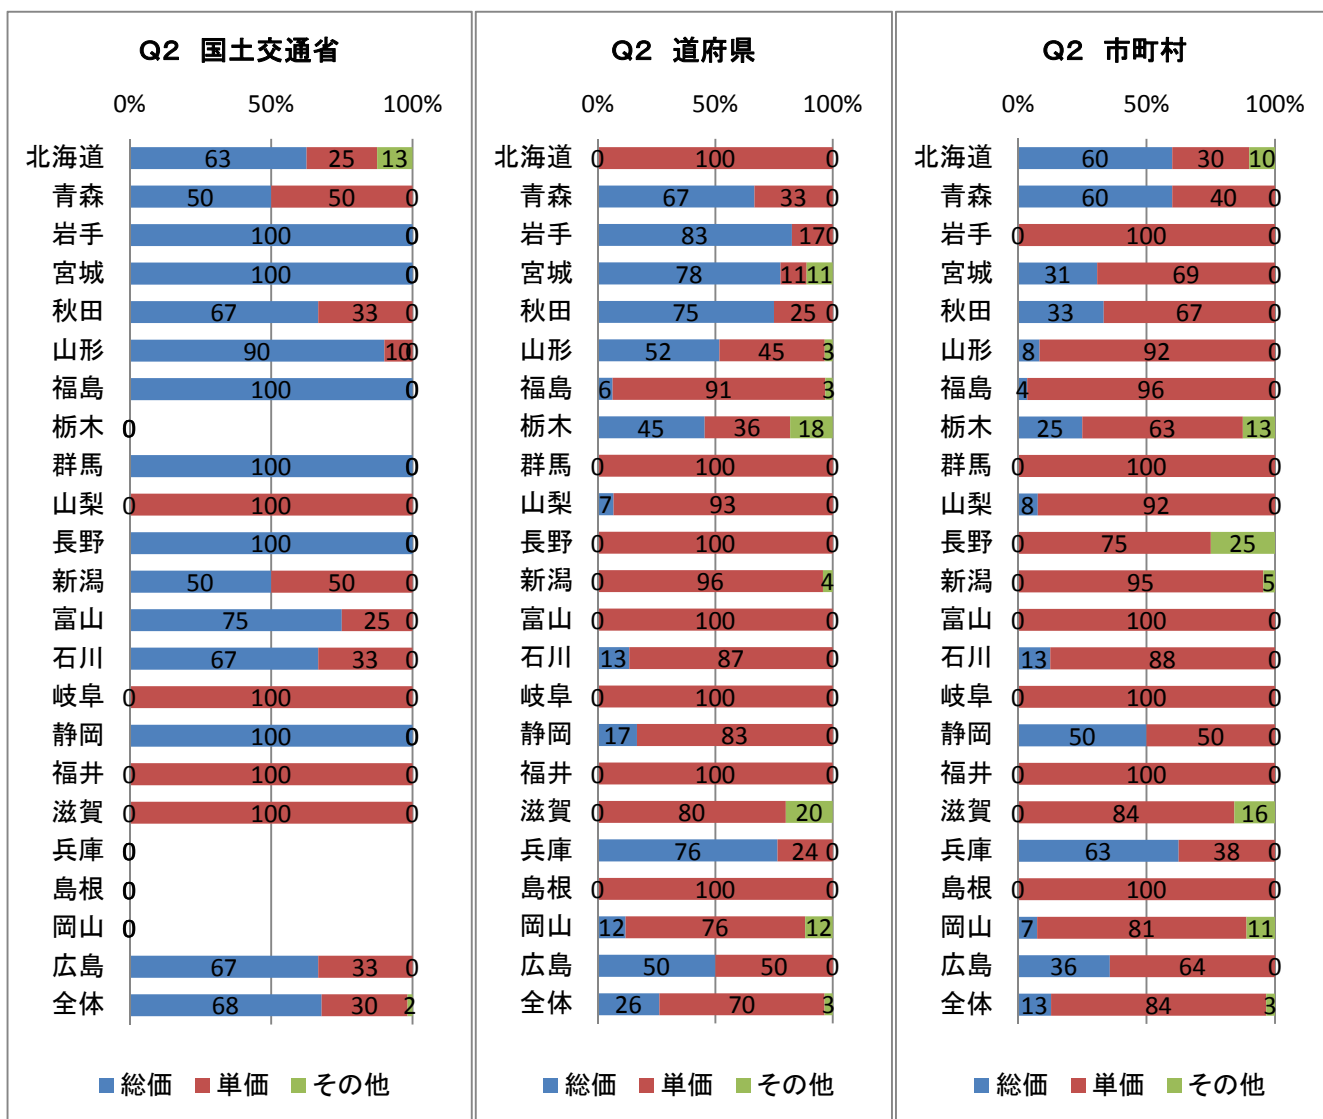 Q2 国土交通省
0% 50% 100%
北海道 63 25 13
青森 50 50 0
岩手 100 0
宮城 100 0
秋田 67 33 0
山形 90 10 0
福島 100 0
栃木 0
群馬 100 0
山梨 0 100 0
長野 100 0
新潟 50 50 0
富山 75 25 0
石川 67 33 0
岐阜 0 100 0
静岡 100 0
福井 0 100 0
滋賀 0 100 0
兵庫 0
島根 0
岡山 0
広島 67 33 0
全体 68 30 2
総価 単価 その他
Q2 道府県
0% 50% 100%
北海道 0 100 0
青森 67 33 0
岩手 83 17 0
宮城 78 11 11
秋田 75 25 0
山形 52 45 3
福島 6 91 3
栃木 45 36 18
群馬 0 100 0
山梨 7 93 0
長野 0 100 0
新潟 0 96 4
富山 0 100 0
石川 13 87 0
岐阜 0 100 0
静岡 17 83 0
福井 0 100 0
滋賀 0 80 20
兵庫 76 24 0
島根 0 100 0
岡山 12 76 12
広島 50 50 0
全体 26 70 3
総価 単価 その他
Q2 市町村
0% 50% 100%
北海道 60 30 10
青森 60 40 0
岩手 0 100 0
宮城 31 69 0
秋田 33 67 0
山形 8 92 0
福島 4 96 0
栃木 25 63 13
群馬 0 100 0
山梨 8 92 0
長野 0 75 25
新潟 0 95 5
富山 0 100 0
石川 13 88 0
岐阜 0 100 0
静岡 50 50 0
福井 0 100 0
滋賀 0 84 16
兵庫 63 38 0
島根 0 100 0
岡山 7 81 11
広島 36 64 0
全体 13 84 3
総価 単価 その他